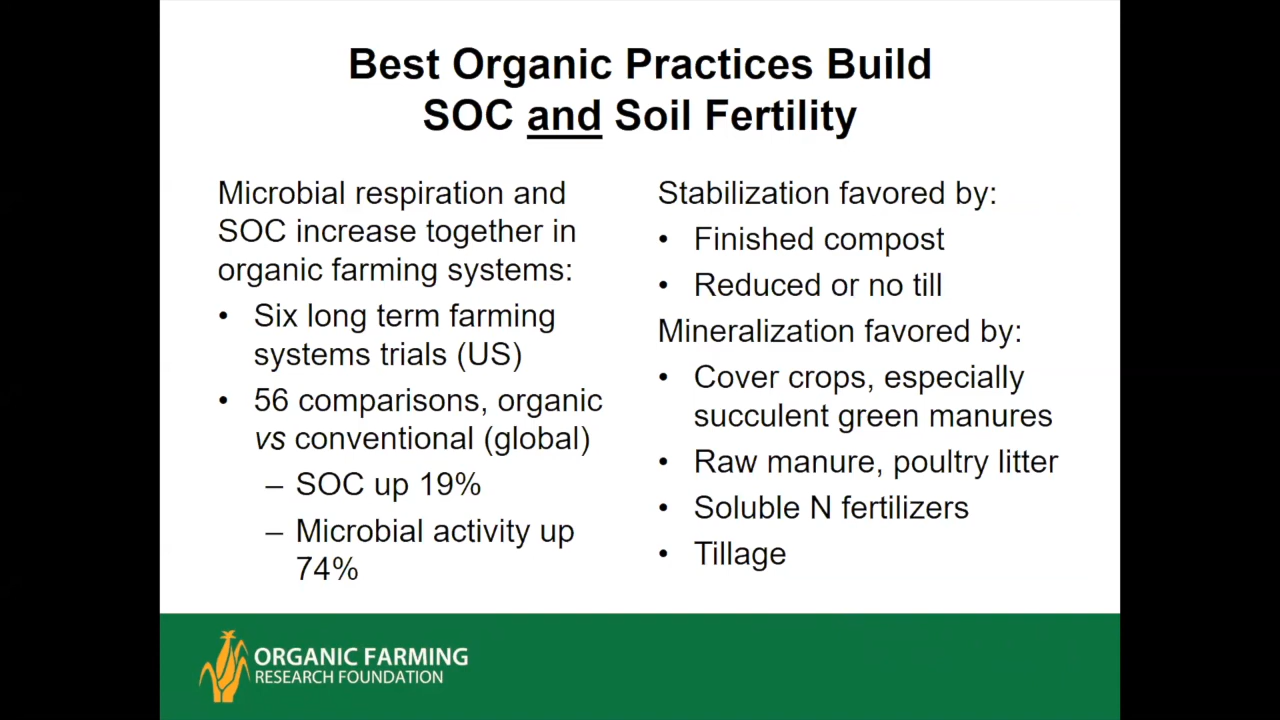 Best Organic Practices Build
SOC and Soil Fertility
Microbial respiration and
SOC increase together in
organic farming systems:
• Six long term farming
systems trials (US)
• 56 comparisons, organic
vs conventional (global)
– SOC up 19%
– Microbial activity up
74%
Stabilization favored by:
• Finished compost
• Reduced or no till
Mineralization favored by:
• Cover crops, especially
succulent green manures
• Raw manure, poultry litter
• Soluble N fertilizers
• Tillage
ORGANIC FARMING
RESEARCH FOUNDATION